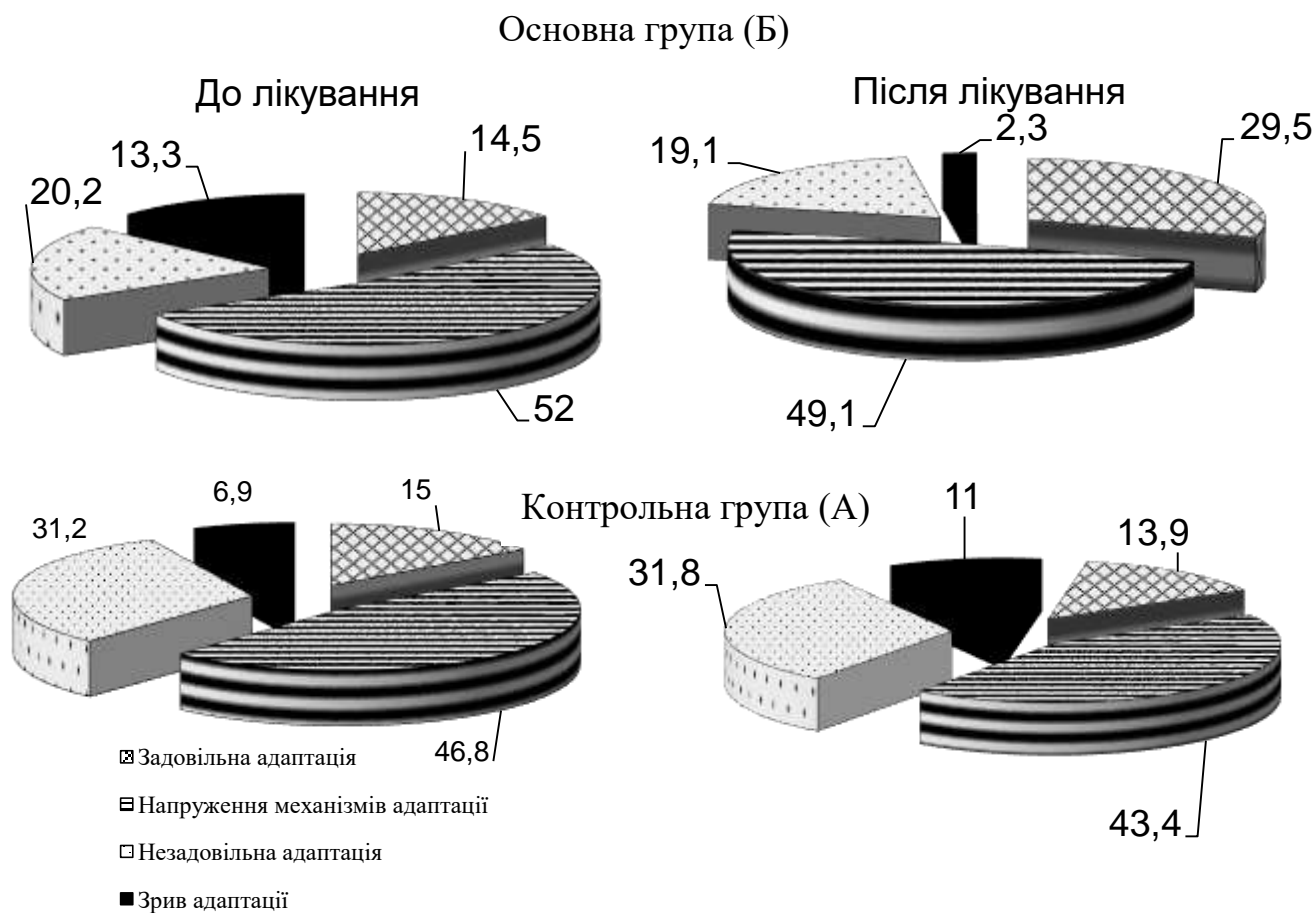 Основна група (Б)
До лікування
Після лікування
13,3
14,5
20,2
52
19,1
2,3
29,5
49,1
Контрольна група (А)
6,9
15
31,2
46,8
11
13,9
31,8
43,4
Задовільна адаптація
Напруження механізмів адаптації
Незадовільна адаптація
Зрив адаптації